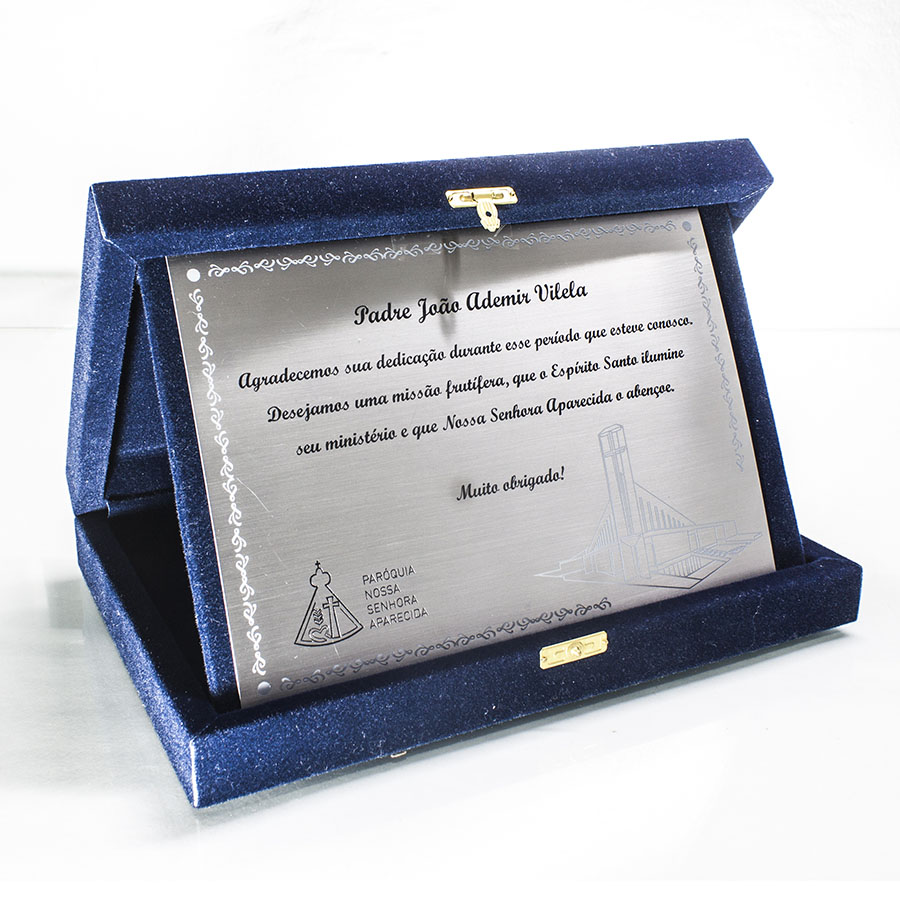 Padre João Ademir Vilela
Agradecemos sua dedicação durante esse período que esteve conosco.
Desejamos uma missão frutífera, que o Espírito Santo ilumine
seu ministério e que Nossa Senhora Aparecida o abençoe.
Muito obrigado!
PARÓQUIA
NOSSA
SENHORA
APARECIDA